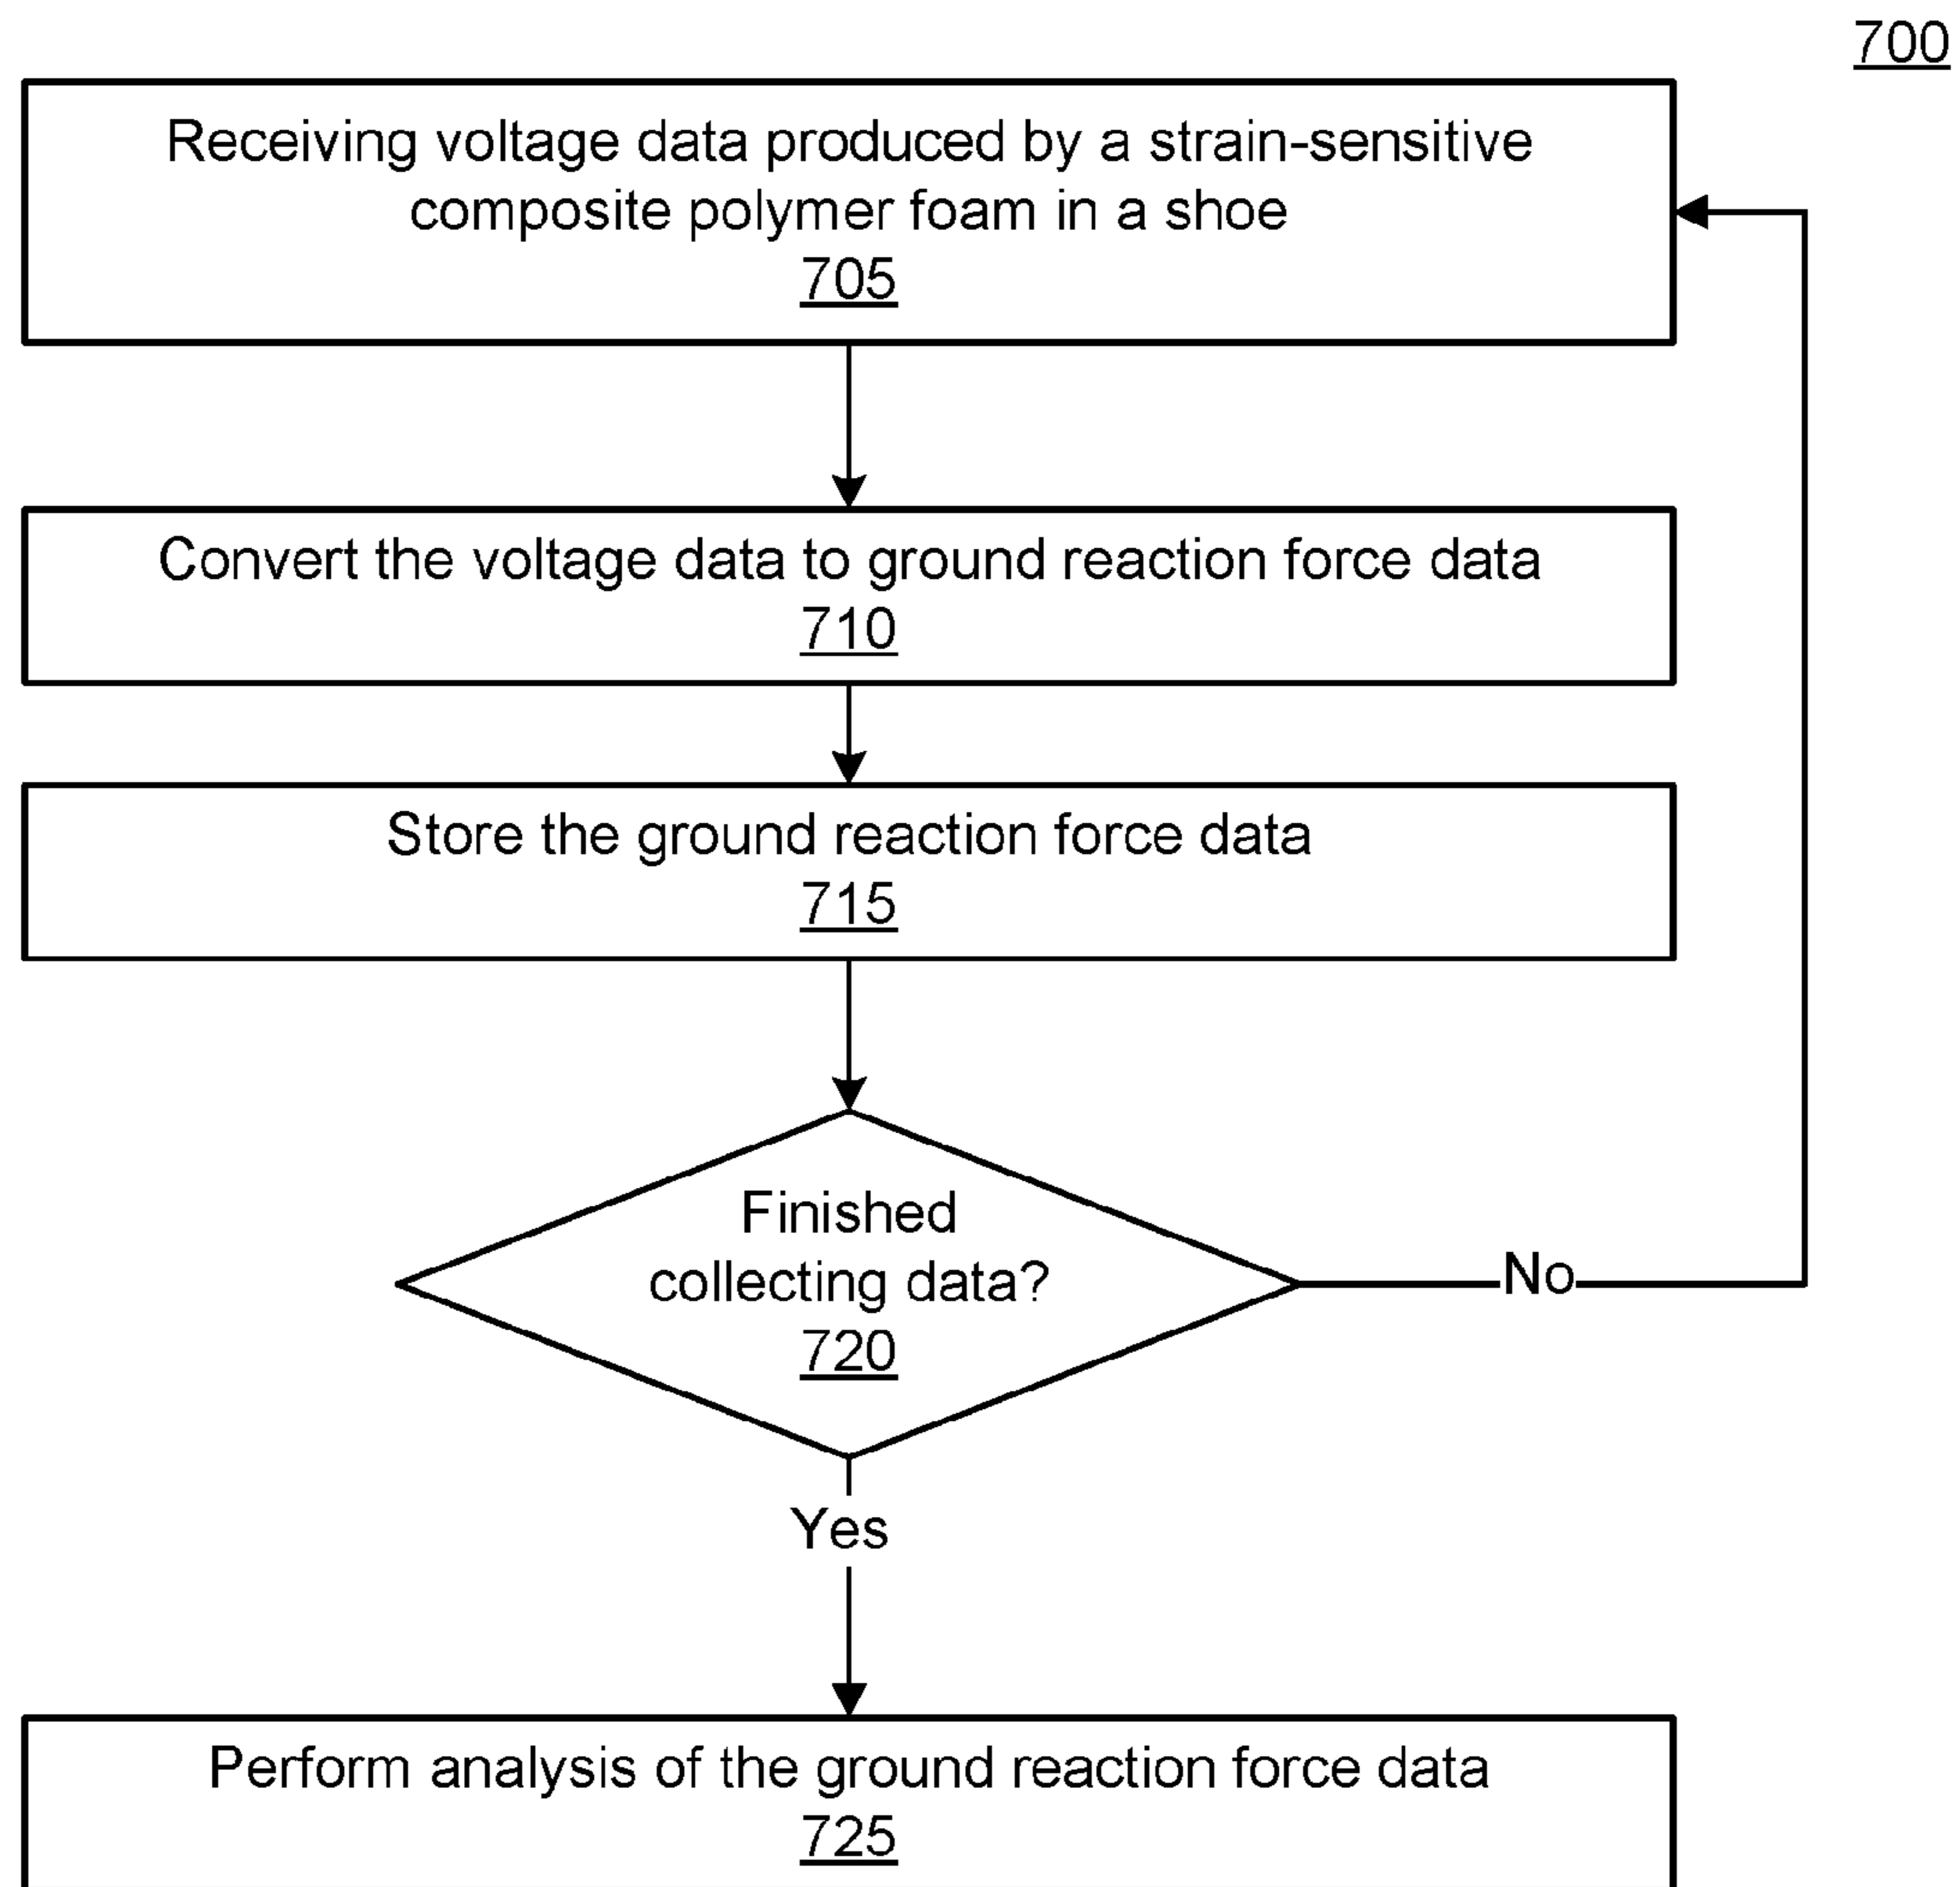 700
Receiving voltage data produced by a strain-sensitive
composite polymer foam in a shoe
705
Convert the voltage data to ground reaction force data
710
Store the ground reaction force data
715
Finished
collecting data?
720
No
Yes
Perform analysis of the ground reaction force data
725